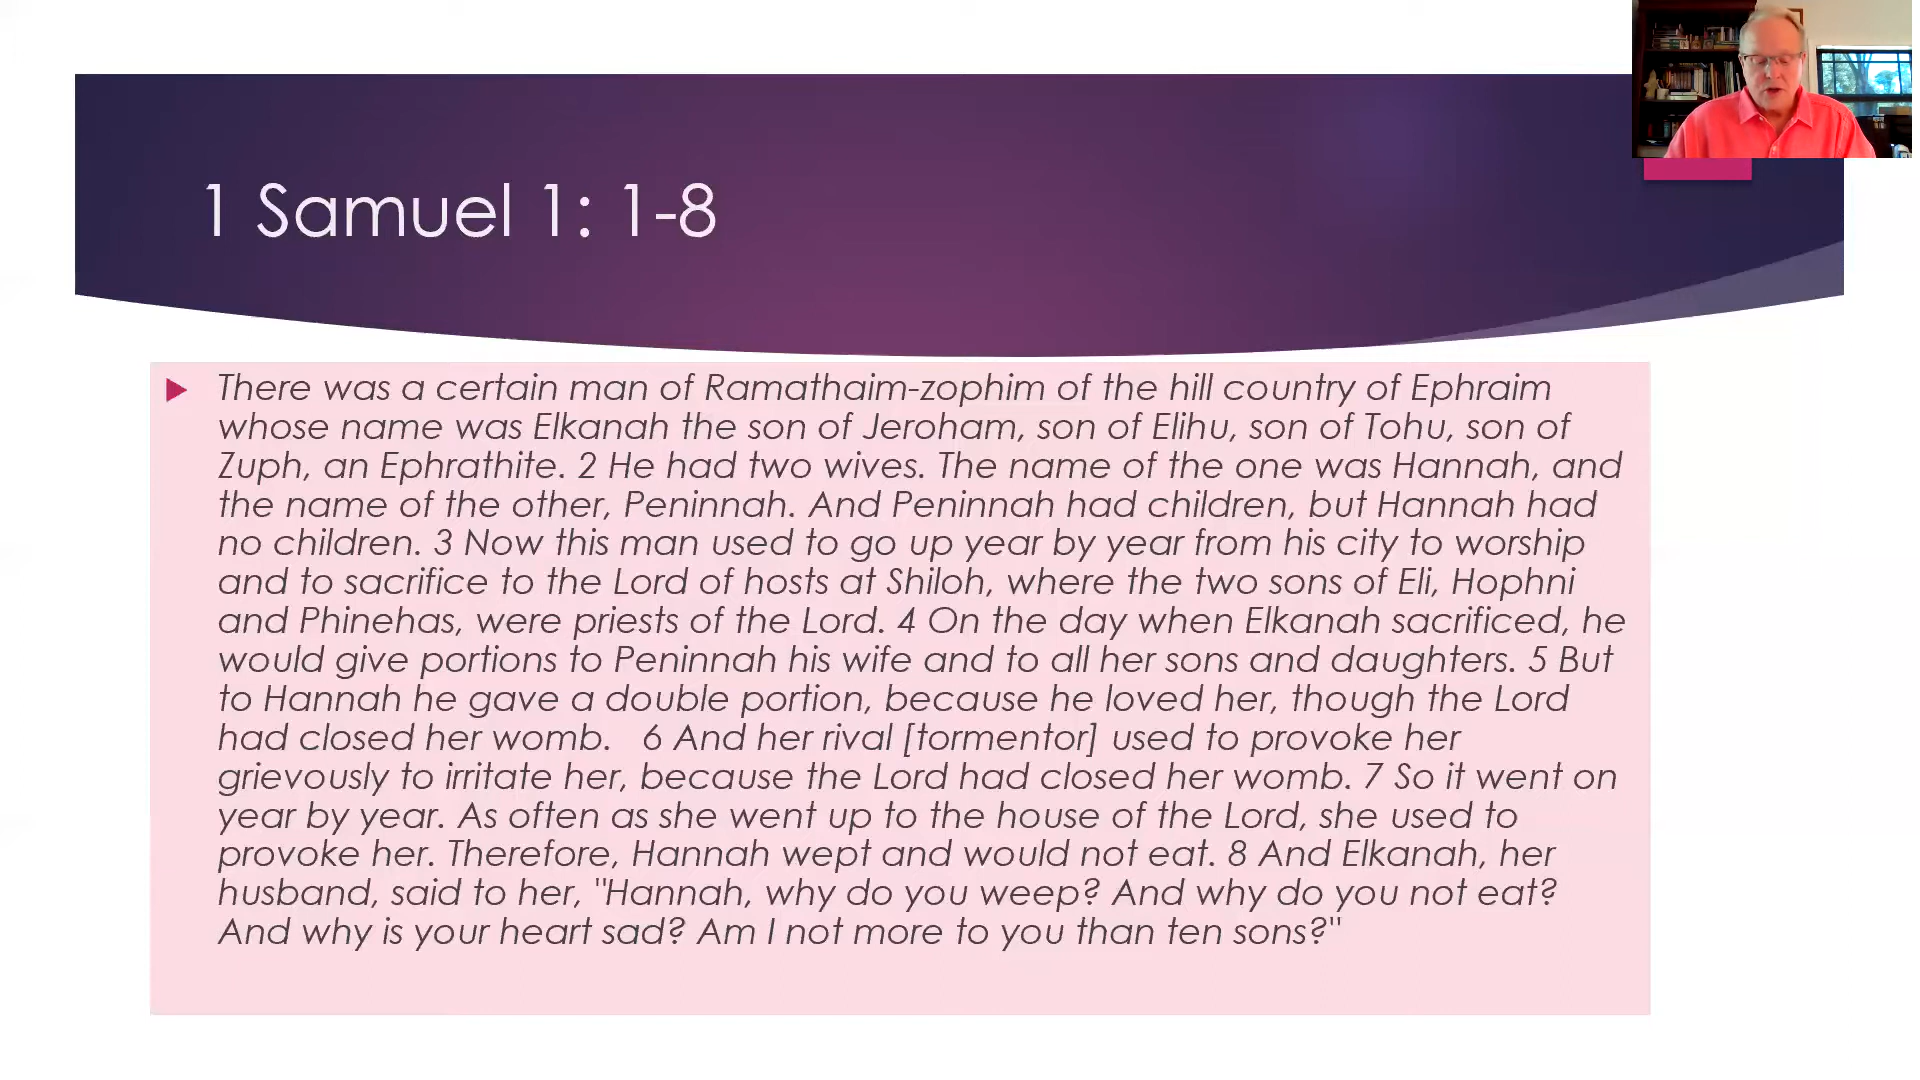 1 Samuel 1: 1-8
There was a certain man of Ramathaim-zophim of the hill country of Ephraim
whose name was Elkanah the son of Jeroham, son of Elihu, son of Tohu, son of
Zuph, an Ephrathite. 2 He had two wives. The name of the one was Hannah, and
the name of the other, Peninnah. And Peninnah had children, but Hannah had
no children. 3 Now this man used to go up year by year from his city to worship
and to sacrifice to the Lord of hosts at Shiloh, where the two sons of Eli, Hophni
and Phinehas, were priests of the Lord. 4 On the day when Elkanah sacrificed, he
would give portions to Peninnah his wife and to all her sons and daughters. 5 But
to Hannah he gave a double portion, because he loved her, though the Lord
had closed her womb. 6 And her rival [tormentor] used to provoke her
grievously to irritate her, because the Lord had closed her womb. 7 So it went on
year by year. As often as she went up to the house of the Lord, she used to
provoke her. Therefore, Hannah wept and would not eat. 8 And Elkanah, her
husband, said to her, "Hannah, why do you weep? And why do you not eat?
And why is your heart sad? Am I not more to you than ten sons?"